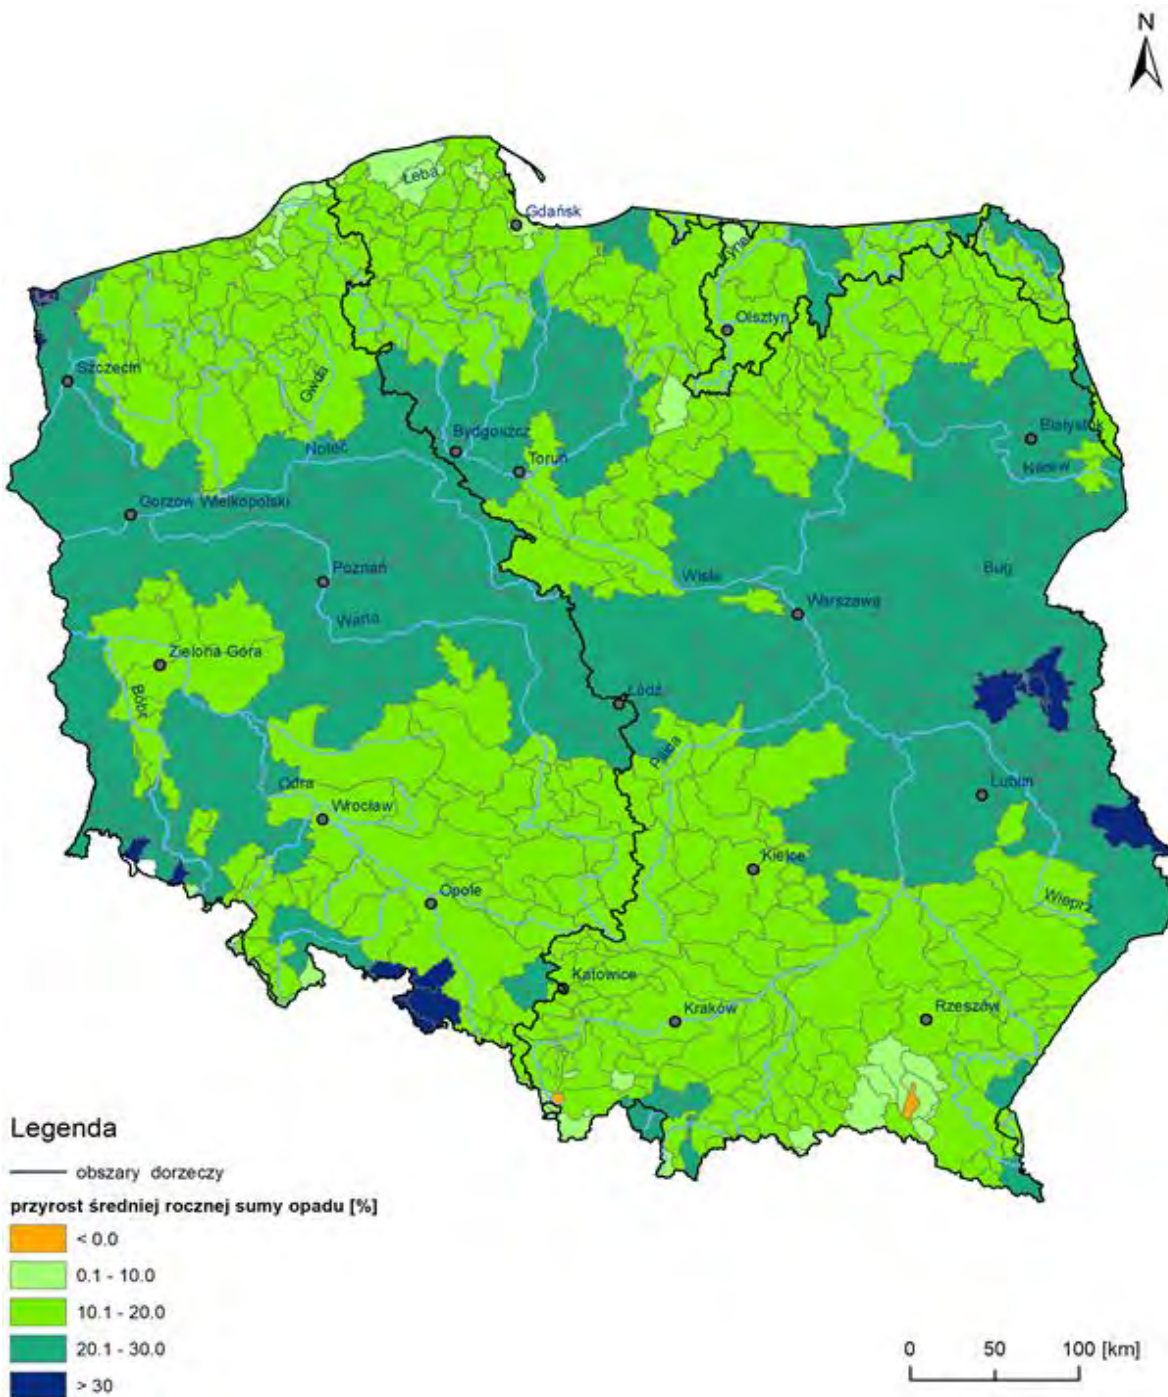 N
Łeba
Gdańsk
Łyna
Olsztyn
Szczecin
Gwda
Bydgoszcz
Białystok
Noteć
Toruń
Narew
Gorzów Wielkopolski
Poznań
Wisła
Bug
Warszawa
Warta
Zielona Góra
Bóbr
Łódź
Pilica
Odra
Wrocław
Lublin
Kielce
Opole
Wieprz
Katowice
Kraków
Rzeszów
Legenda
obszary dorzeczy
przyrost średniej rocznej sumy opadu [%]
< 0.0
0.1 - 10.0
10.1 - 20.0
20.1 - 30.0
> 30
0 50 100 [km]